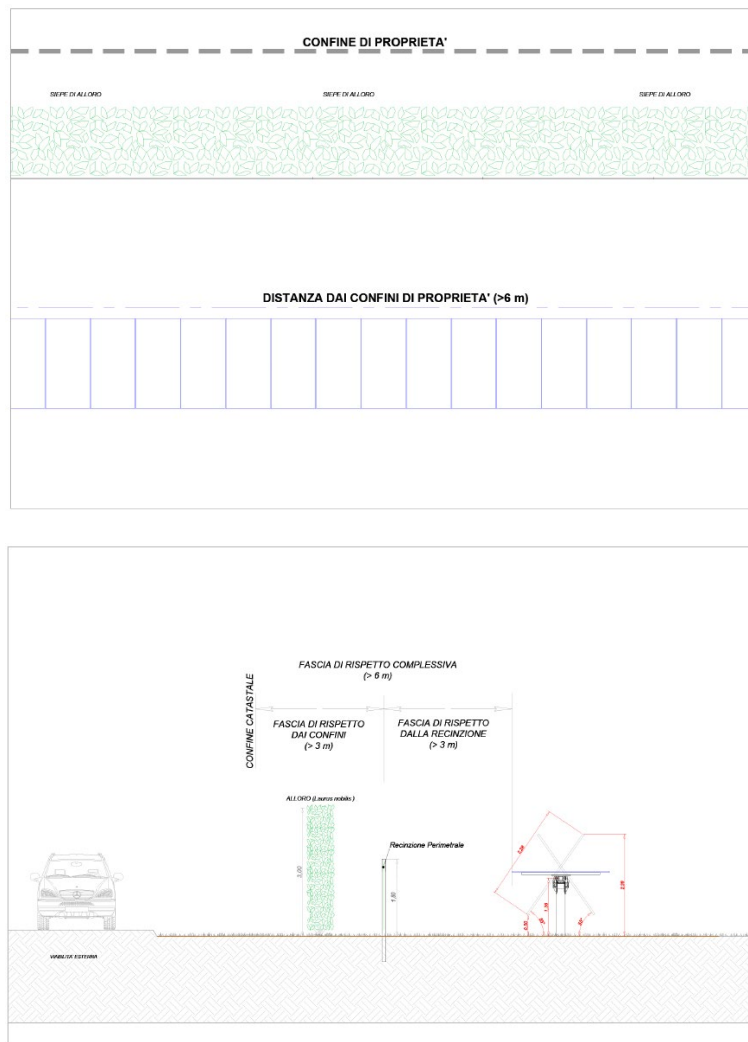 CONFINE DI PROPRIETA'
SIEPE DI ALLORO
SIEPE DI ALLORO
SIEPE DI ALLORO
DISTANZA DAI CONFINI DI PROPRIETA' (>6 m)
CONFINE CATASTALE
FASCIA DI RISPETTO COMPLESSIVA
(> 6 m)
FASCIA DI RISPETTO
DAI CONFINI
(> 3 m)
FASCIA DI RISPETTO
DALLA RECINZIONE
(> 3 m)
ALLORO (Laurus nobilis )
Recinzione Perimetrale
VIABILITA' ESTERNA